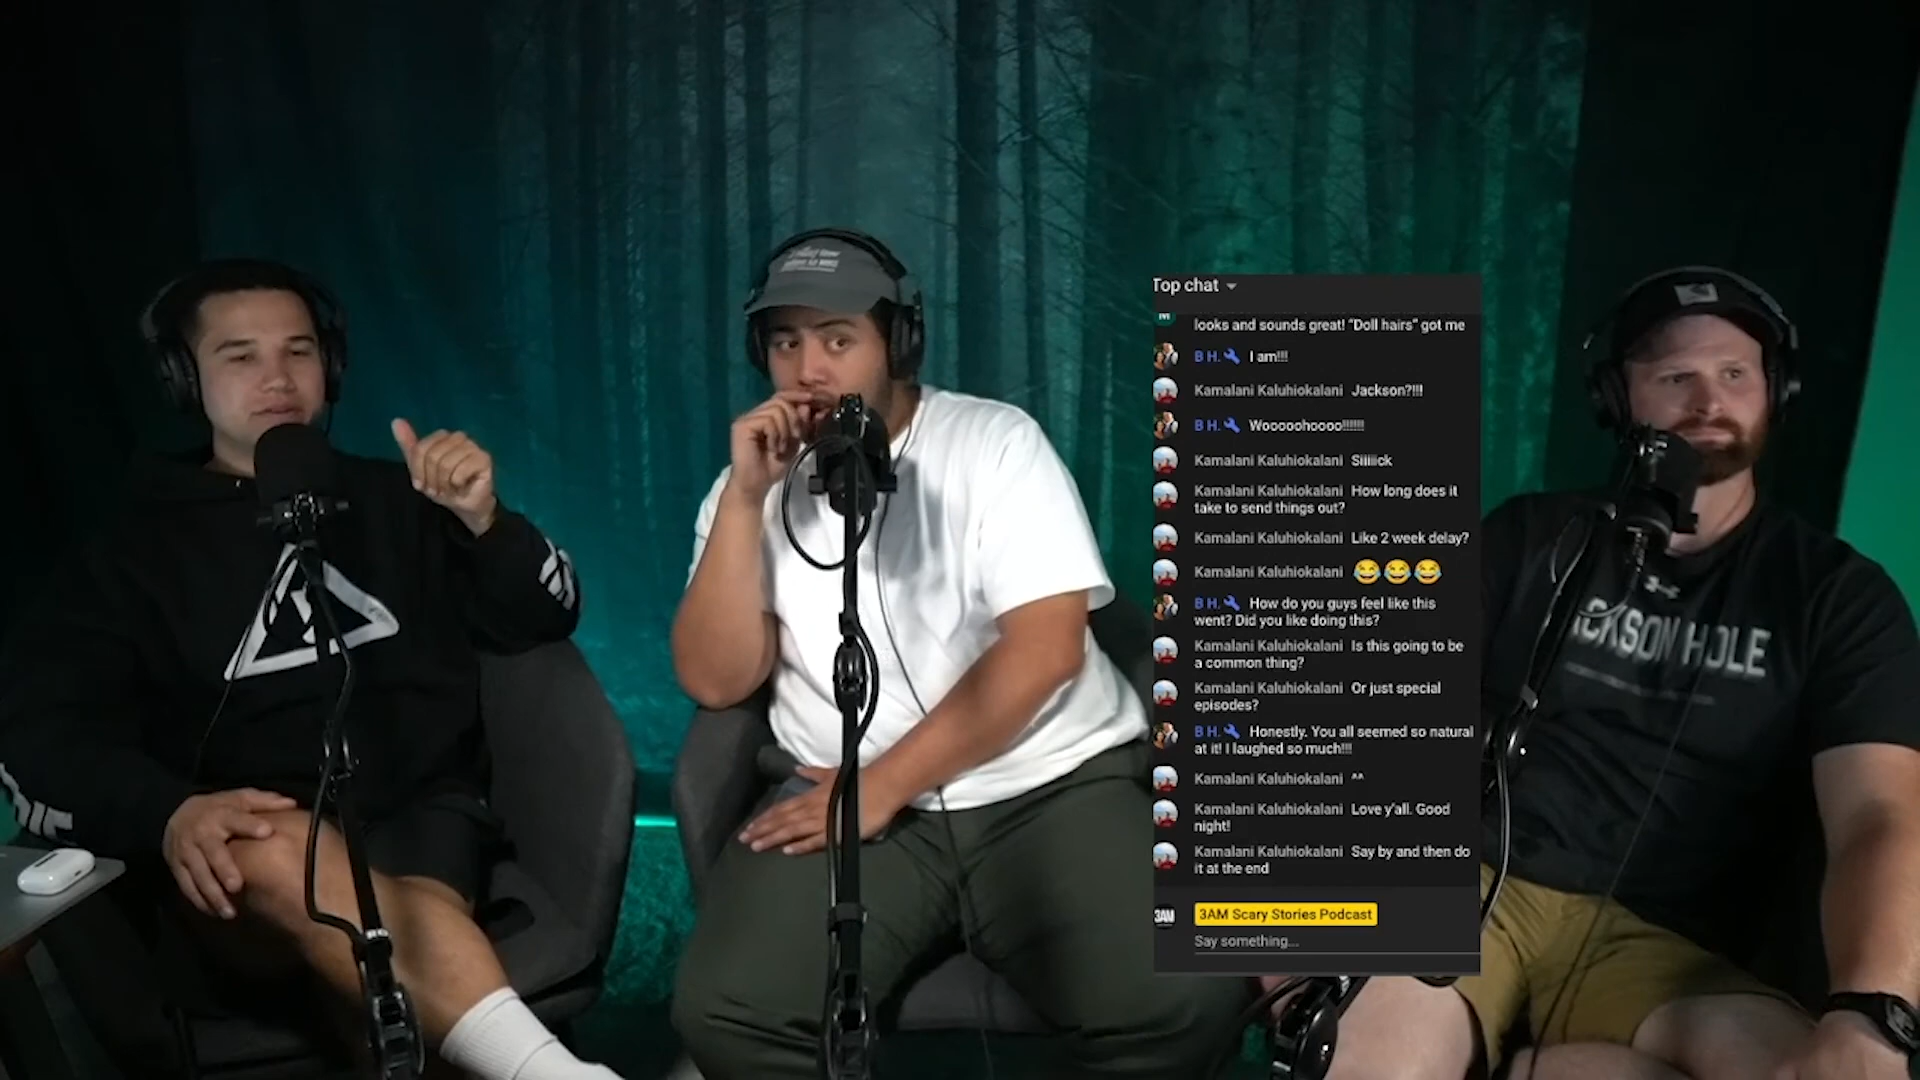 Top chat
looks and sounds great! "Doll hairs" got me
B H. I am!!!
Kamalani Kaluhiokalani Jackson?!!!
B H. Wooooohoooo!!!!!!!
Kamalani Kaluhiokalani Siiiiick
Kamalani Kaluhiokalani How long does it
take to send things out?
Kamalani Kaluhiokalani Like 2 week delay?
Kamalani Kaluhiokalani 😂😂😂
B H. How do you guys feel like this
went? Did you like doing this?
Kamalani Kaluhiokalani Is this going to be
a common thing?
Kamalani Kaluhiokalani Or just special
episodes?
B H. Honestly. You all seemed so natural
at it! I laughed so much!!!
Kamalani Kaluhiokalani ^^
Kamalani Kaluhiokalani Love y'all. Good
night!
Kamalani Kaluhiokalani Say by and then do
it at the end
3AM
3AM Scary Stories Podcast
Say something...
JACKSON HOLE